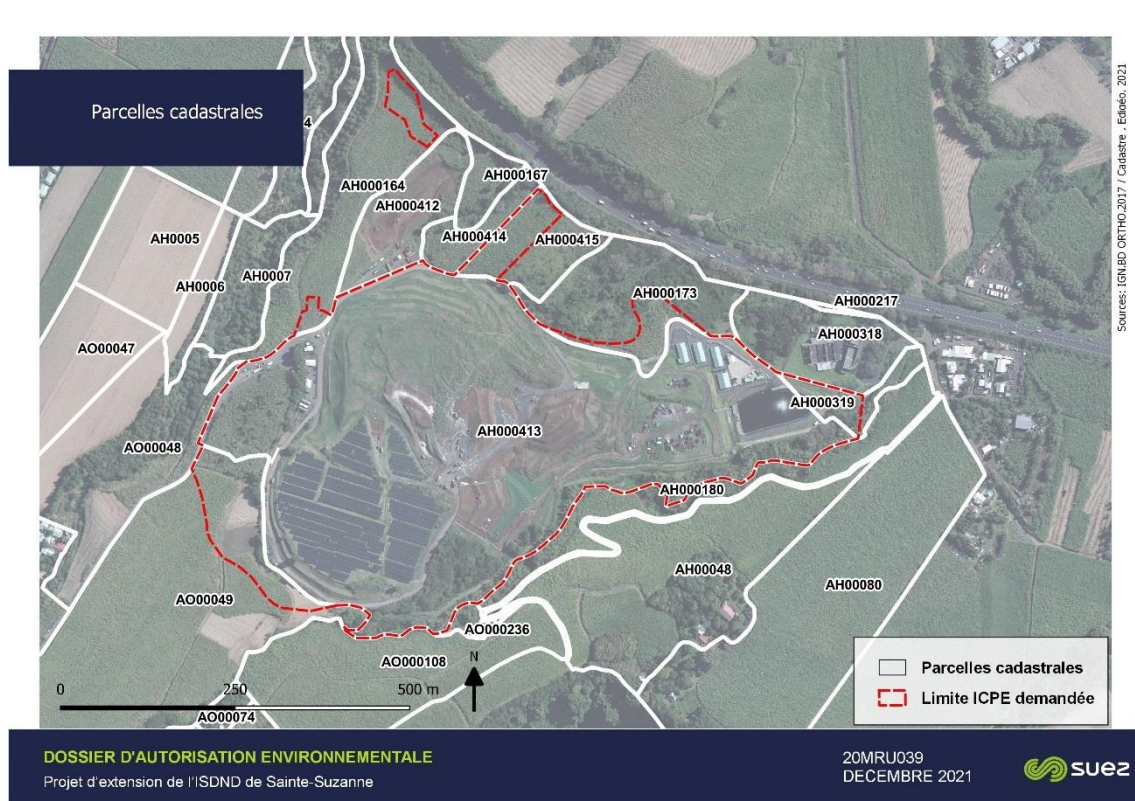 Parcelles cadastrales
4
AH000164
AH000167
AH000412
AH0005
AH000414
AH000415
AH0006
AH0007
AH000173
AH000217
AH000318
AO00047
AH000319
AH000413
AO00048
AH000180
AH00048
AH00080
AO00049
AO000236
AO000108
N
0
250
500 m
AO00074
Parcelles cadastrales
Limite ICPE demandée
Sources: IGN.BD ORTHO.2017 / Cadastre . Edigéo. 2021
DOSSIER D'AUTORISATION ENVIRONNEMENTALE
Projet d'extension de l'ISDND de Sainte-Suzanne
20MRU039
DECEMBRE 2021
suez